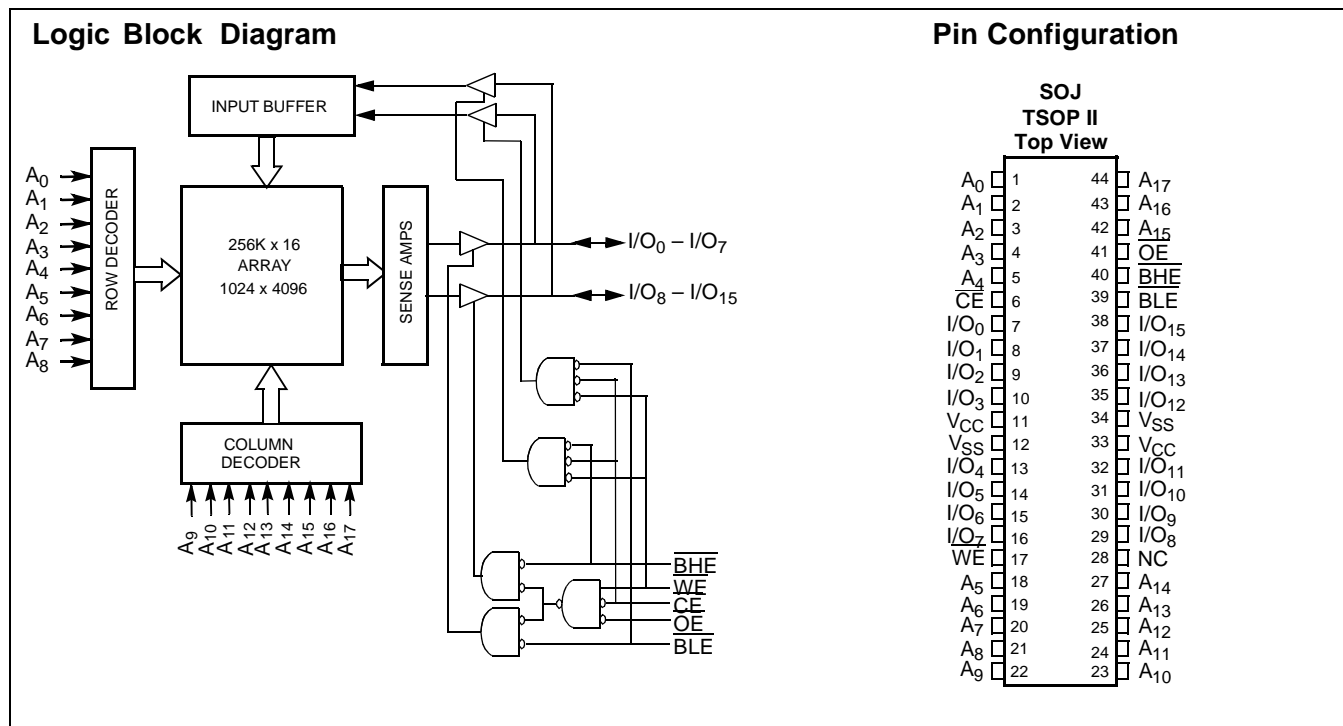 Logic Block Diagram
INPUT BUFFER
A0
A1
A2
A3
A4
A5
A6
A7
A8
ROW DECODER
256K x 16
ARRAY
1024 x 4096
SENSE AMPS
I/O0 – I/O7
I/O8 – I/O15
COLUMN
DECODER
A9
A10
A11
A12
A13
A14
A15
A16
A17
BHE
WE
CE
OE
BLE
Pin Configuration
SOJ
TSOP II
Top View
A0 1 44 A17
A1 2 43 A16
A2 3 42 A15
A3 4 41 OE
A4 5 40 BHE
CE 6 39 BLE
I/O0 7 38 I/O15
I/O1 8 37 I/O14
I/O2 9 36 I/O13
I/O3 10 35 I/O12
VCC 11 34 VSS
VSS 12 33 VCC
I/O4 13 32 I/O11
I/O5 14 31 I/O10
I/O6 15 30 I/O9
I/O7 16 29 I/O8
WE 17 28 NC
A5 18 27 A14
A6 19 26 A13
A7 20 25 A12
A8 21 24 A11
A9 22 23 A10